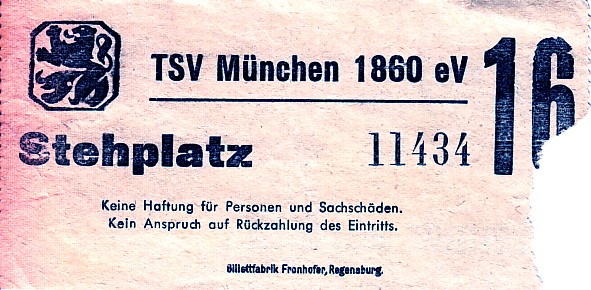 TSV München 1860 eV
16
Stehplatz
11434
Keine Haftung für Personen und Sachschäden.
Kein Anspruch auf Rückzahlung des Eintritts.
Billettfabrik Fronhofer, Regensburg.